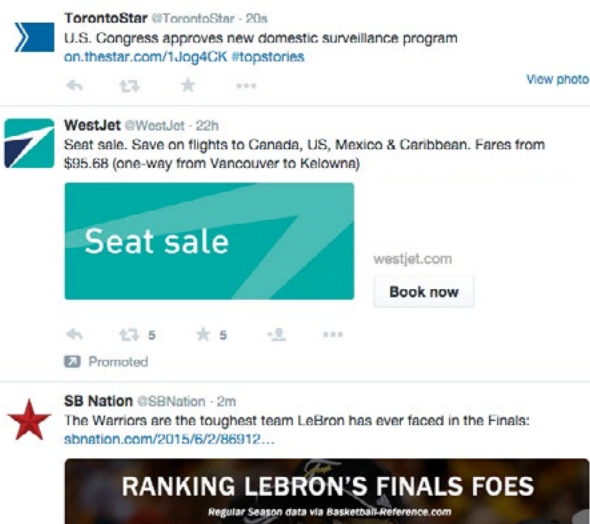 TorontoStar @TorontoStar · 20s
U.S. Congress approves new domestic surveillance program
on.thestar.com/1Jog4CK #topstories
View photo
WestJet @WestJet · 22h
Seat sale. Save on flights to Canada, US, Mexico & Caribbean. Fares from
$95.68 (one-way from Vancouver to Kelowna)
Seat sale
westjet.com
Book now
5 5
Promoted
SB Nation @SBNation · 2m
The Warriors are the toughest team LeBron has ever faced in the Finals:
sbnation.com/2015/6/2/86912...
RANKING LEBRON'S FINALS FOES
Regular Season data via Basketball-Reference.com